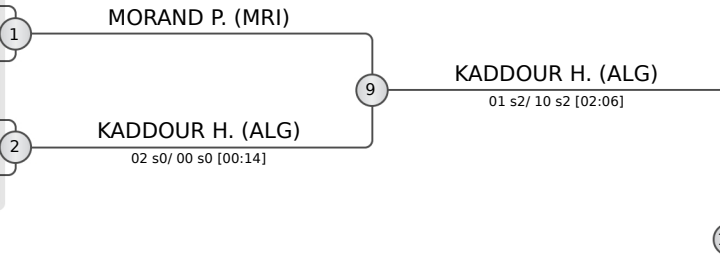 MORAND P. (MRI)
1
KADDOUR H. (ALG)
9
01 s2/ 10 s2 [02:06]
KADDOUR H. (ALG)
2
02 s0/ 00 s0 [00:14]